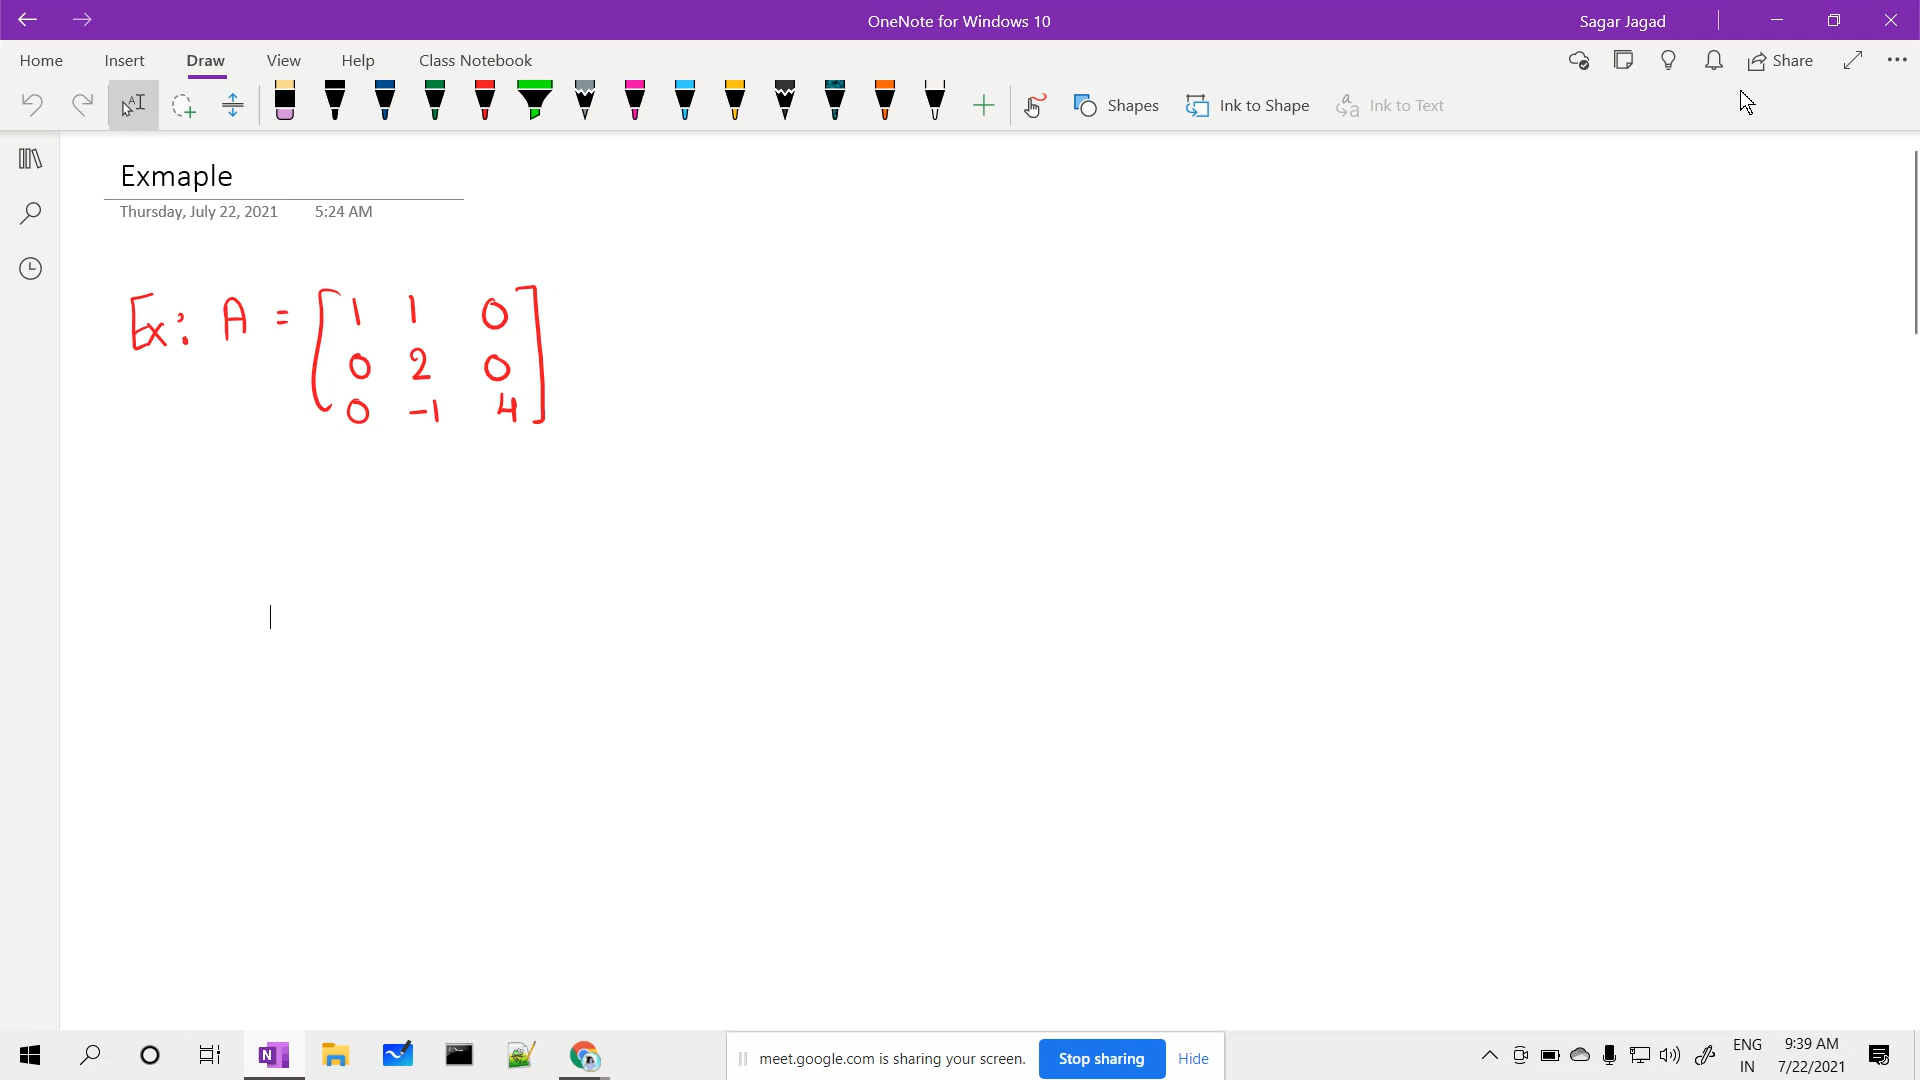 OneNote for Windows 10
Sagar Jagad
Home Insert Draw View Help Class Notebook
Share
Shapes Ink to Shape Ink to Text
Exmaple
Thursday, July 22, 2021 5:24 AM
Ex: A = [ 1 1 0
0 2 0
0 -1 4 ]
meet.google.com is sharing your screen. Stop sharing Hide
ENG 9:39 AM
IN 7/22/2021